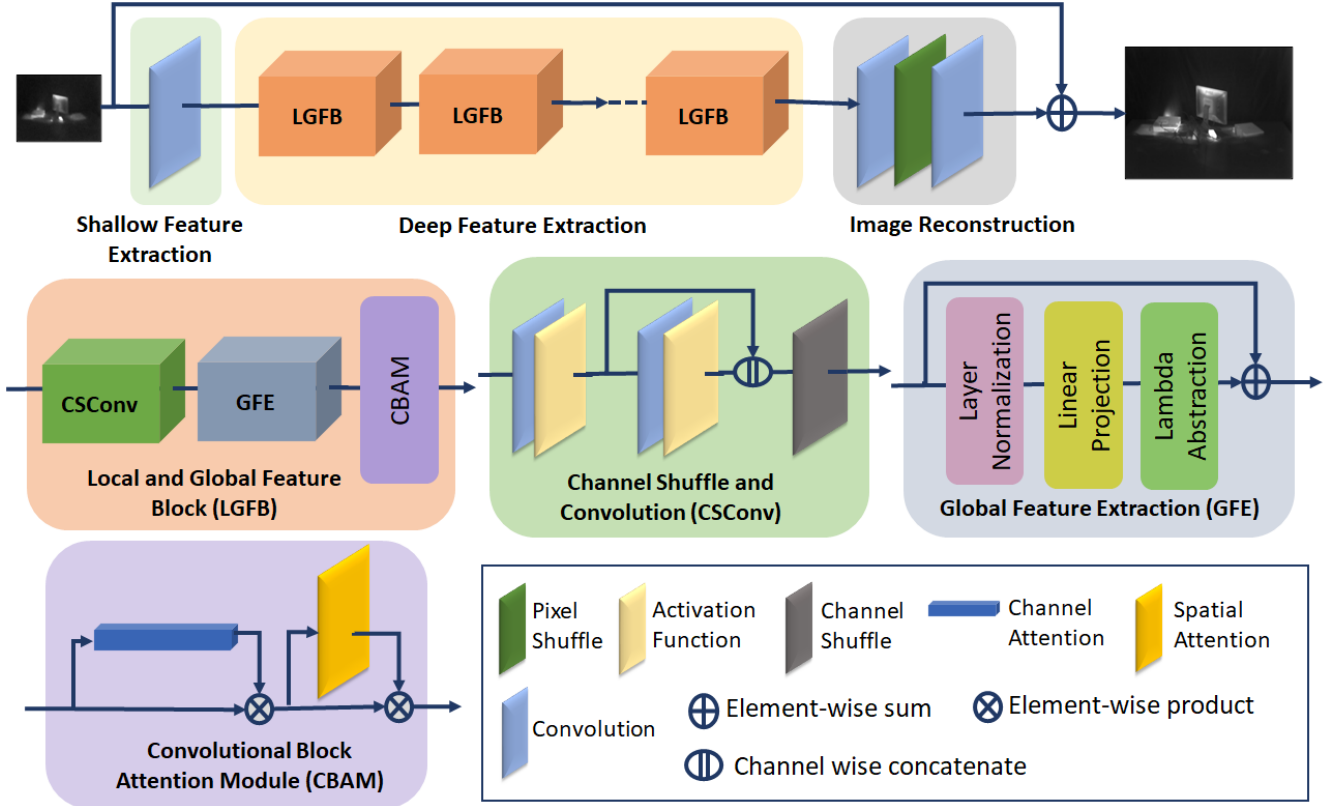 LGFB
LGFB
LGFB
Shallow Feature
Extraction
Deep Feature Extraction
Image Reconstruction
CSConv
GFE
CBAM
Local and Global Feature
Block (LGFB)
Channel Shuffle and
Convolution (CSConv)
Layer
Normalization
Linear
Projection
Lambda
Abstraction
Global Feature Extraction (GFE)
Convolutional Block
Attention Module (CBAM)
Pixel
Shuffle
Activation
Function
Channel
Shuffle
Channel
Attention
Spatial
Attention
Convolution
Element-wise sum
Element-wise product
Channel wise concatenate